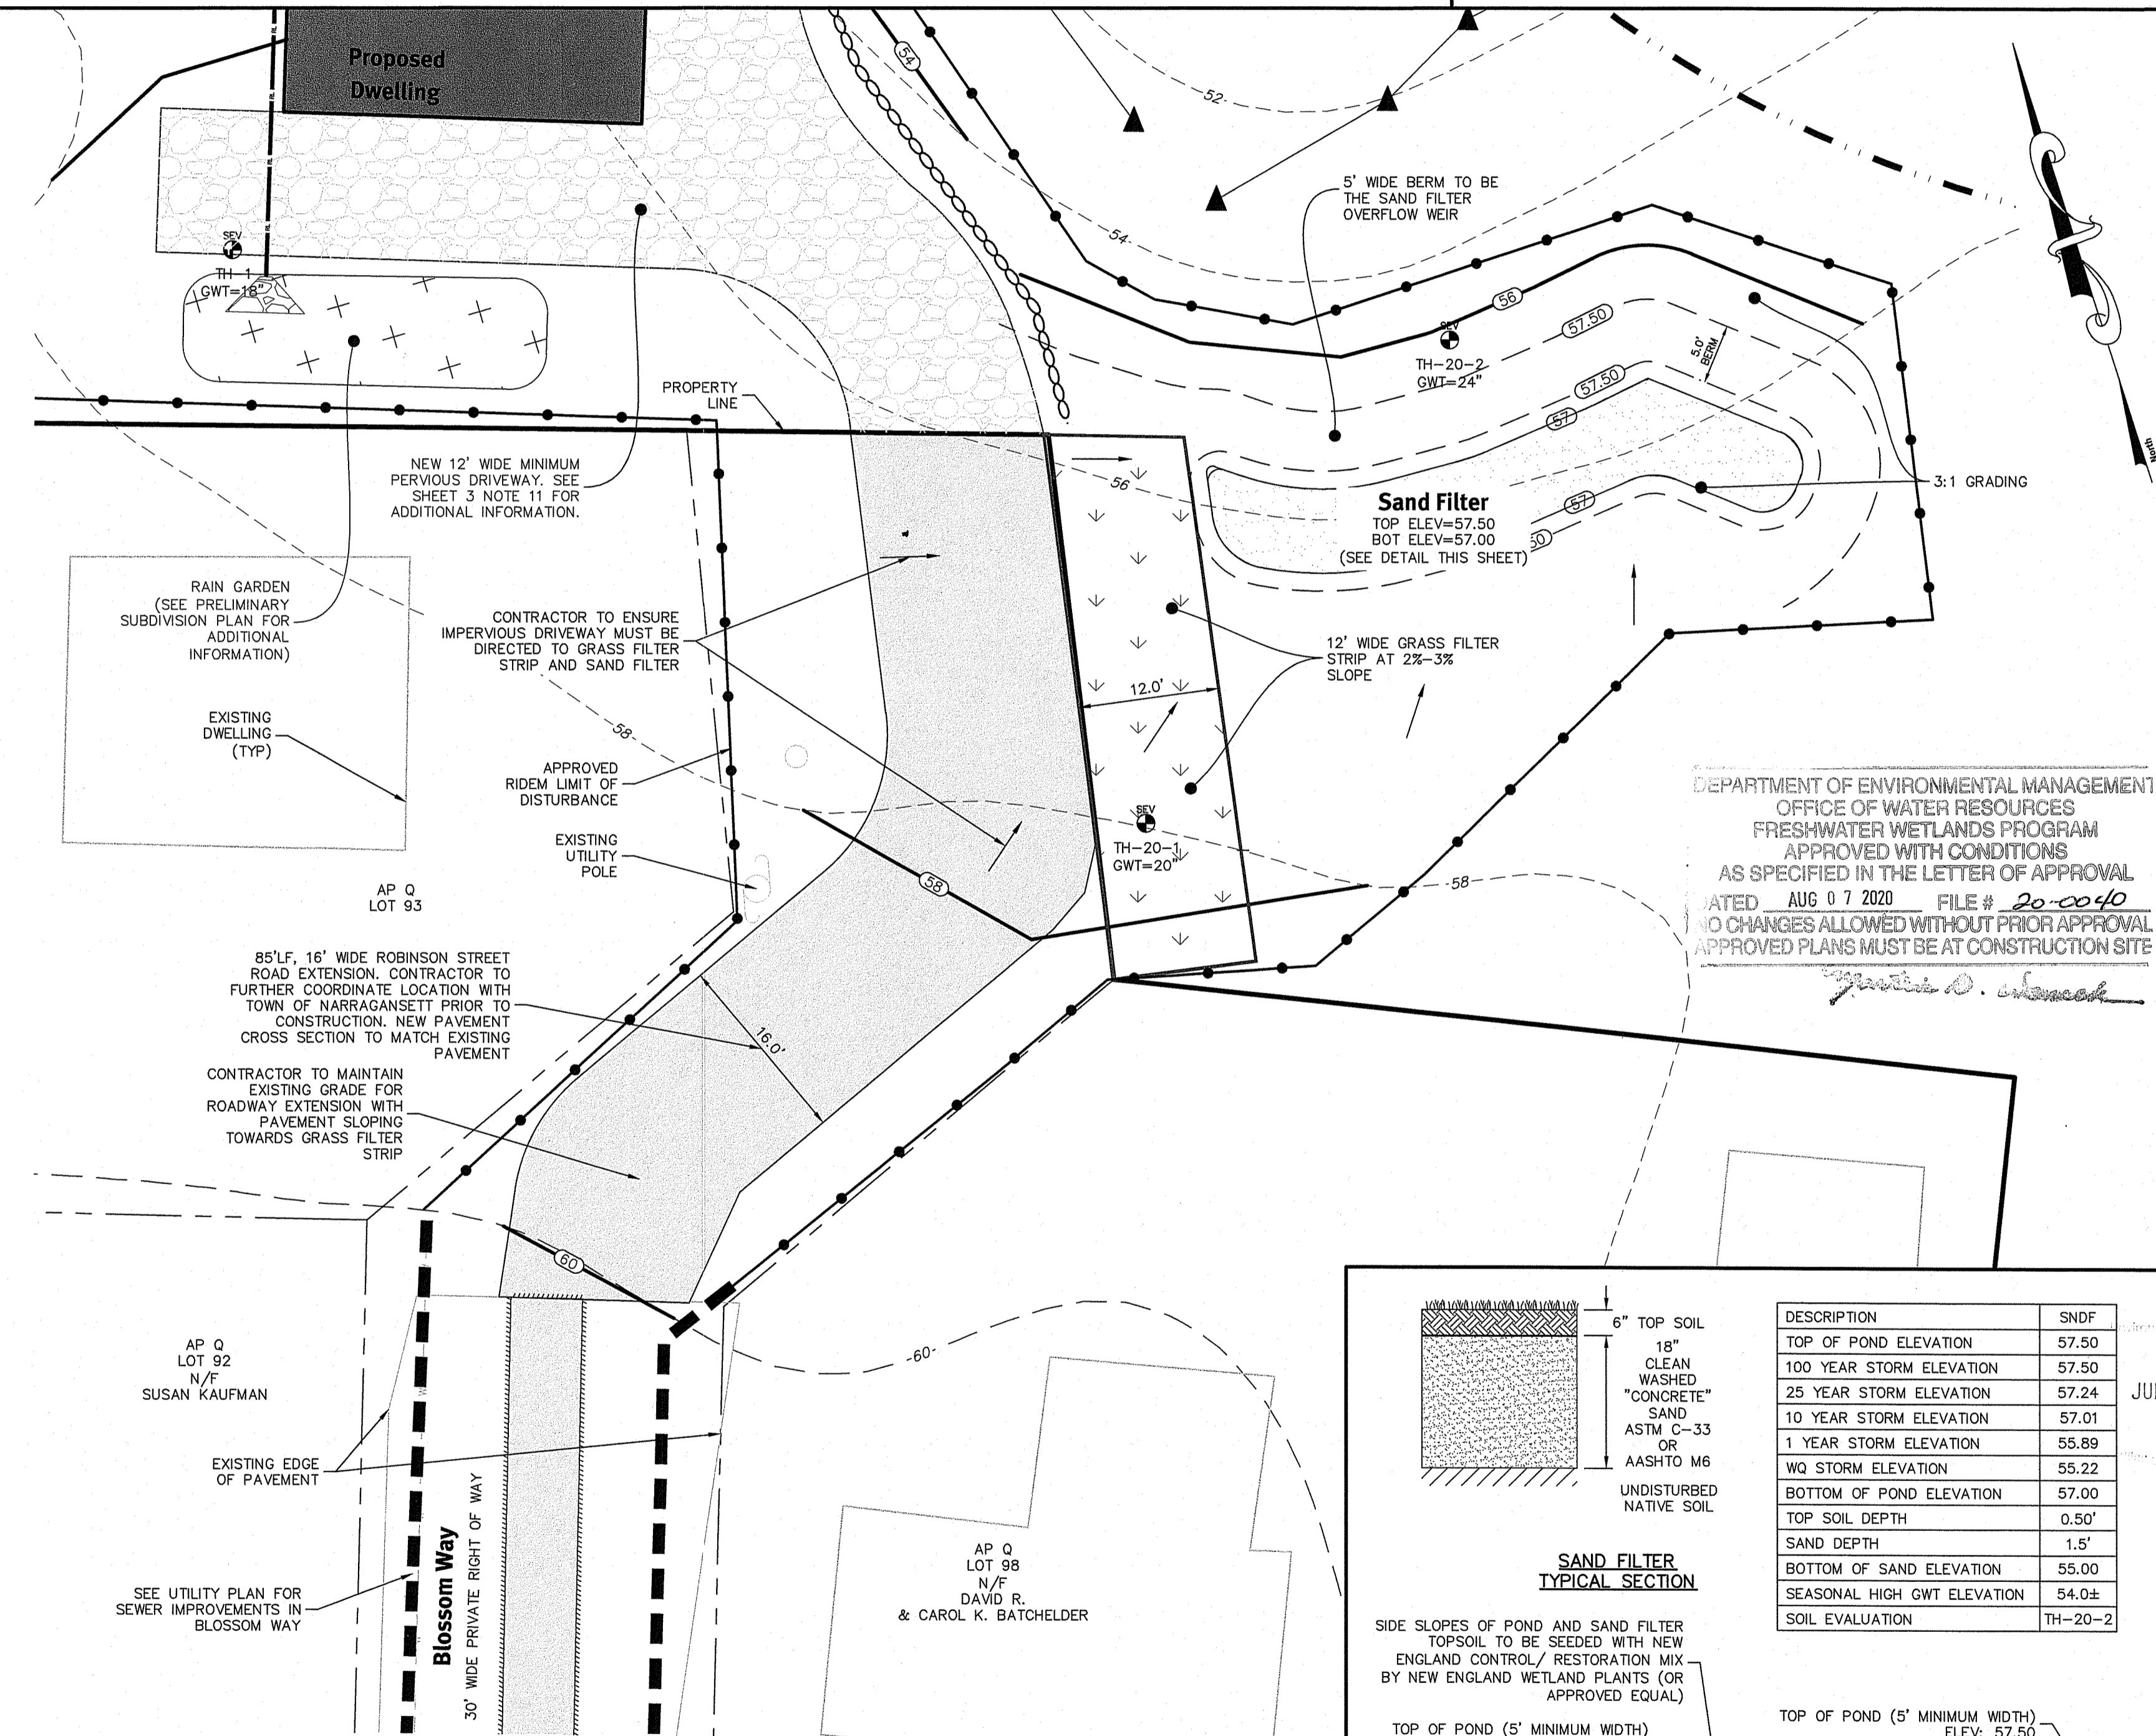 Proposed
Dwelling
54
52
54
5' WIDE BERM TO BE
THE SAND FILTER
OVERFLOW WEIR
56
57.50
5.0'
BERM
57.50
57
SEV
TH-20-2
GWT=24"
North
SEV
TH-1
GWT=18"
PROPERTY
LINE
NEW 12' WIDE MINIMUM
PERVIOUS DRIVEWAY. SEE
SHEET 3 NOTE 11 FOR
ADDITIONAL INFORMATION.
56
Sand Filter
TOP ELEV=57.50
BOT ELEV=57.00
(SEE DETAIL THIS SHEET)
57
50
3:1 GRADING
RAIN GARDEN
(SEE PRELIMINARY
SUBDIVISION PLAN FOR
ADDITIONAL
INFORMATION)
CONTRACTOR TO ENSURE
IMPERVIOUS DRIVEWAY MUST BE
DIRECTED TO GRASS FILTER
STRIP AND SAND FILTER
12' WIDE GRASS FILTER
STRIP AT 2%-3%
SLOPE
12.0'
EXISTING
DWELLING
(TYP)
58
APPROVED
RIDEM LIMIT OF
DISTURBANCE
EXISTING
UTILITY
POLE
SEV
TH-20-1
GWT=20"
58
58
DEPARTMENT OF ENVIRONMENTAL MANAGEMENT
OFFICE OF WATER RESOURCES
FRESHWATER WETLANDS PROGRAM
APPROVED WITH CONDITIONS
AS SPECIFIED IN THE LETTER OF APPROVAL
DATED AUG 07 2020 FILE # 20-0040
NO CHANGES ALLOWED WITHOUT PRIOR APPROVAL
APPROVED PLANS MUST BE AT CONSTRUCTION SITE
AP Q
LOT 93
85'LF, 16' WIDE ROBINSON STREET
ROAD EXTENSION. CONTRACTOR TO
FURTHER COORDINATE LOCATION WITH
TOWN OF NARRAGANSETT PRIOR TO
CONSTRUCTION. NEW PAVEMENT
CROSS SECTION TO MATCH EXISTING
PAVEMENT
16.0'
CONTRACTOR TO MAINTAIN
EXISTING GRADE FOR
ROADWAY EXTENSION WITH
PAVEMENT SLOPING
TOWARDS GRASS FILTER
STRIP
60
60
AP Q
LOT 92
N/F
SUSAN KAUFMAN
EXISTING EDGE
OF PAVEMENT
SEE UTILITY PLAN FOR
SEWER IMPROVEMENTS IN
BLOSSOM WAY
Blossom Way
30' WIDE PRIVATE RIGHT OF WAY
AP Q
LOT 98
N/F
DAVID R.
& CAROL K. BATCHELDER
6" TOP SOIL
18"
CLEAN
WASHED
"CONCRETE"
SAND
ASTM C-33
OR
AASHTO M6
UNDISTURBED
NATIVE SOIL
SAND FILTER
TYPICAL SECTION
DESCRIPTION SNDF
TOP OF POND ELEVATION 57.50
100 YEAR STORM ELEVATION 57.50
25 YEAR STORM ELEVATION 57.24
10 YEAR STORM ELEVATION 57.01
1 YEAR STORM ELEVATION 55.89
WQ STORM ELEVATION 55.22
BOTTOM OF POND ELEVATION 57.00
TOP SOIL DEPTH 0.50'
SAND DEPTH 1.5'
BOTTOM OF SAND ELEVATION 55.00
SEASONAL HIGH GWT ELEVATION 54.0±
SOIL EVALUATION TH-20-2
SIDE SLOPES OF POND AND SAND FILTER
TOPSOIL TO BE SEEDED WITH NEW
ENGLAND CONTROL/ RESTORATION MIX
BY NEW ENGLAND WETLAND PLANTS (OR
APPROVED EQUAL)
TOP OF POND (5' MINIMUM WIDTH)
TOP OF POND (5' MINIMUM WIDTH)
ELEV: 57.50